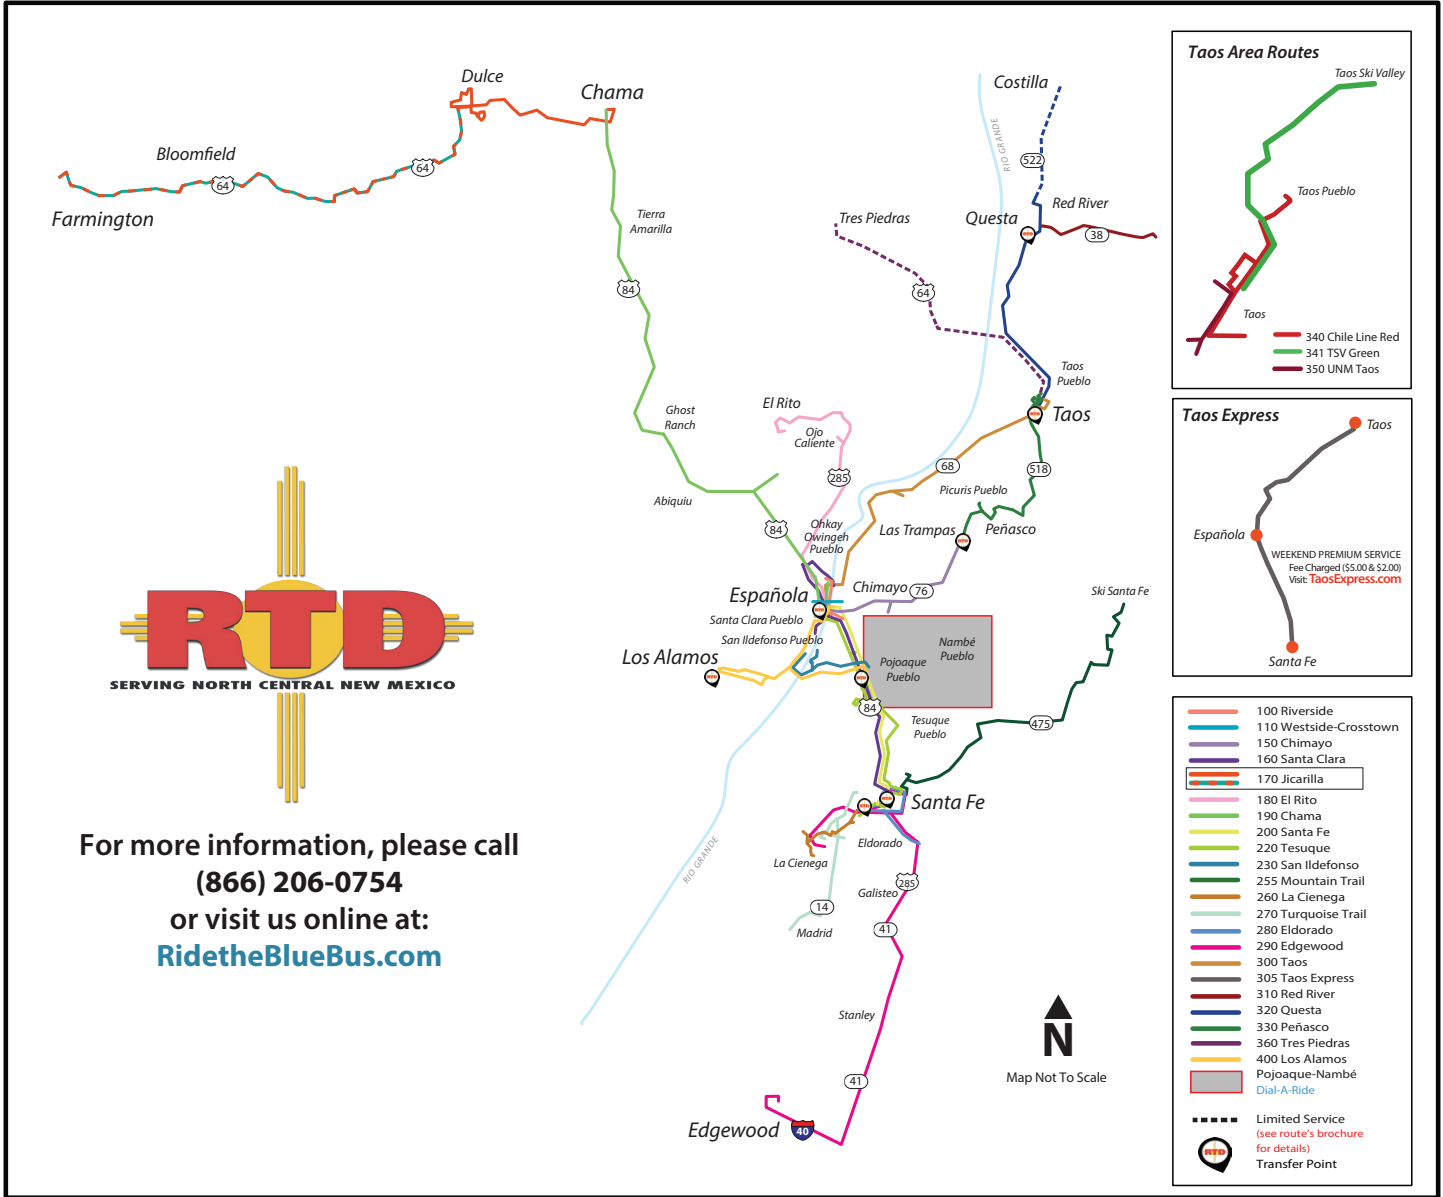 Dulce
Chama
Bloomfield
64
64
Farmington
Tierra
Amarilla
84
Costilla
RIO GRANDE
522
Red River
Questa
RTD
38
Tres Piedras
64
Taos
Pueblo
RTD
Taos
El Rito
Ojo
Caliente
285
68
518
Ghost
Ranch
Abiquiu
84
Picuris Pueblo
Las Trampas
Peñasco
RTD
Ohkay
Owingeh
Pueblo
Española
RTD
Chimayo
76
Ski Santa Fe
Santa Clara Pueblo
San Ildefonso Pueblo
Los Alamos
RTD
Nambé
Pueblo
Pojoaque
Pueblo
RTD
84
Tesuque
Pueblo
475
RTD
RTD
Santa Fe
RIO GRANDE
La Cienega
Eldorado
285
Galisteo
14
Madrid
41
Stanley
41
Edgewood
40
N
Map Not To Scale
RTD
SERVING NORTH CENTRAL NEW MEXICO
For more information, please call
(866) 206-0754
or visit us online at:
RidetheBlueBus.com
Taos Area Routes
Taos Ski Valley
Taos Pueblo
Taos
340 Chile Line Red
341 TSV Green
350 UNM Taos
Taos Express
Taos
Española
WEEKEND PREMIUM SERVICE
Fee Charged ($5.00 & $2.00)
Visit: TaosExpress.com
Santa Fe
100 Riverside
110 Westside-Crosstown
150 Chimayo
160 Santa Clara
170 Jicarilla
180 El Rito
190 Chama
200 Santa Fe
220 Tesuque
230 San Ildefonso
255 Mountain Trail
260 La Cienega
270 Turquoise Trail
280 Eldorado
290 Edgewood
300 Taos
305 Taos Express
310 Red River
320 Questa
330 Peñasco
360 Tres Piedras
400 Los Alamos
Pojoaque-Nambé
Dial-A-Ride
Limited Service
(see route's brochure
for details)
RTD
Transfer Point